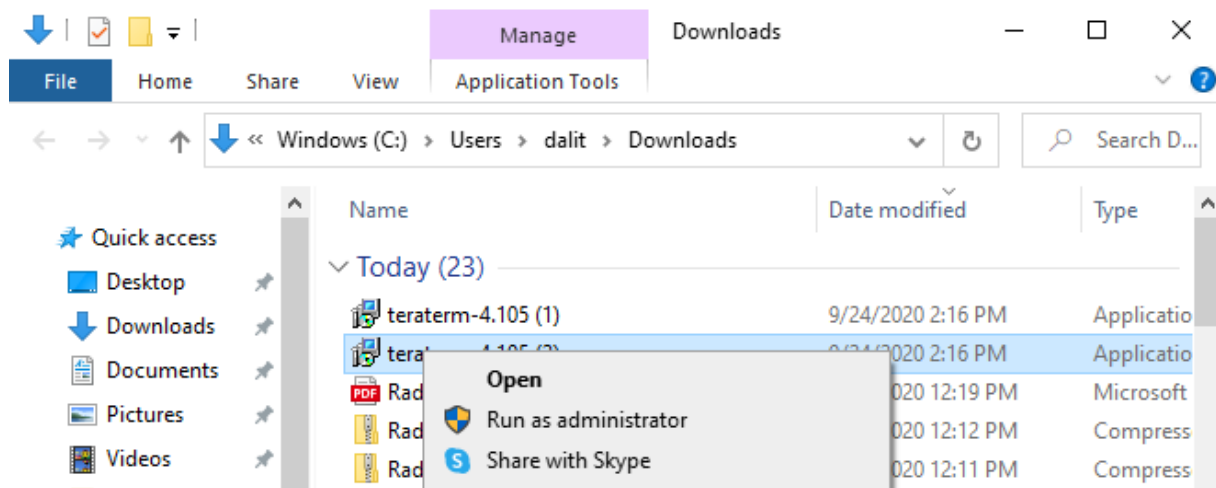 Manage
Downloads
File
Home
Share
View
Application Tools
?
« Windows (C:) > Users > dalit > Downloads
Search D...
Quick access
Desktop
Downloads
Documents
Pictures
Videos
Name
Date modified
Type
Today (23)
teraterm-4.105 (1)
9/24/2020 2:16 PM
Applicatio
9/24/2020 2:16 PM
Applicatio
PDF
Rad
020 12:19 PM
Microsoft
Rad
020 12:12 PM
Compress
Rad
020 12:11 PM
Compress
Open
Run as administrator
S
Share with Skype